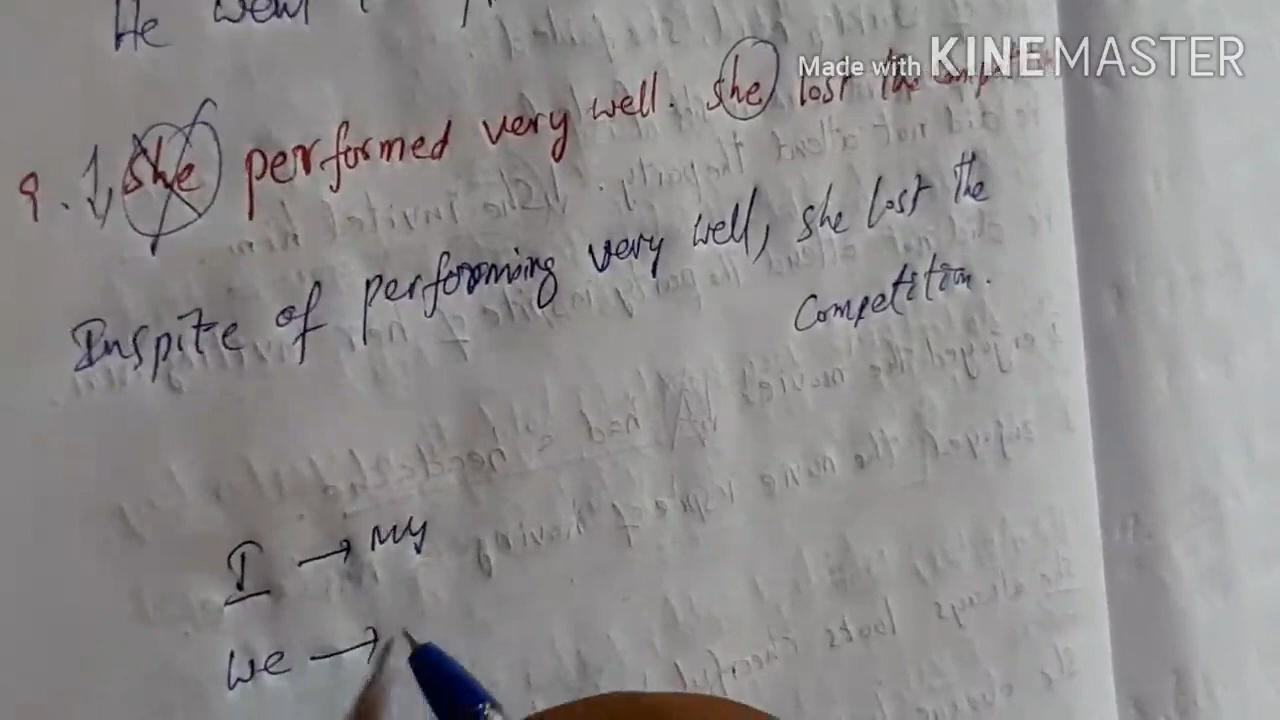 He went
Made with KINEMASTER
9. she performed very well. she lost the
Inspite of performing very well, she lost the
Competition.
I → My
We →